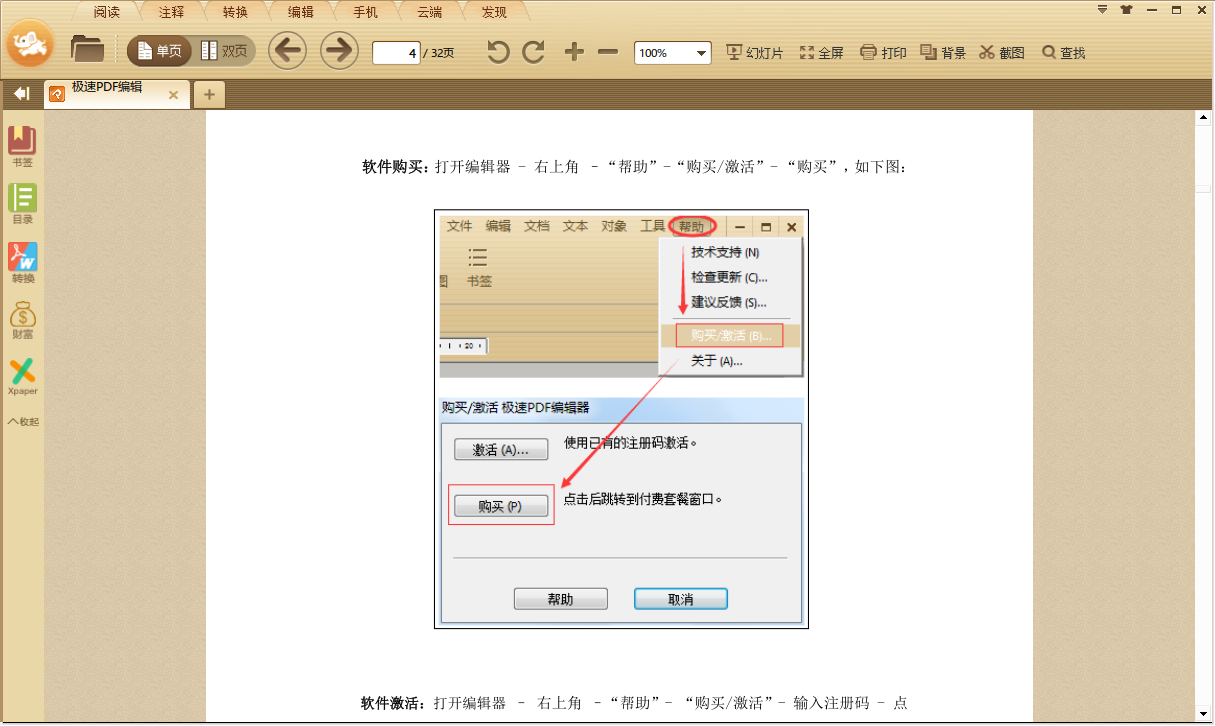 阅读 注释 转换 编辑 手机 云端 发现
单页 双页 4 / 32页 100% 幻灯片 全屏 打印 背景 截图 查找
极速PDF编辑
书签
目录
转换
财富
Xpaper
收起
软件购买：打开编辑器 - 右上角 -“帮助”-“购买/激活”-“购买”，如下图：
文件 编辑 文档 文本 对象 工具 帮助
技术支持 (N)
检查更新 (C)...
书签
建议反馈 (S)...
购买/激活 (B)...
20
关于 (A)...
购买/激活 极速PDF编辑器
激活 (A)... 使用已有的注册码激活。
购买 (P) 点击后跳转到付费套餐窗口。
帮助 取消
软件激活：打开编辑器 - 右上角 -“帮助”- “购买/激活”- 输入注册码 - 点